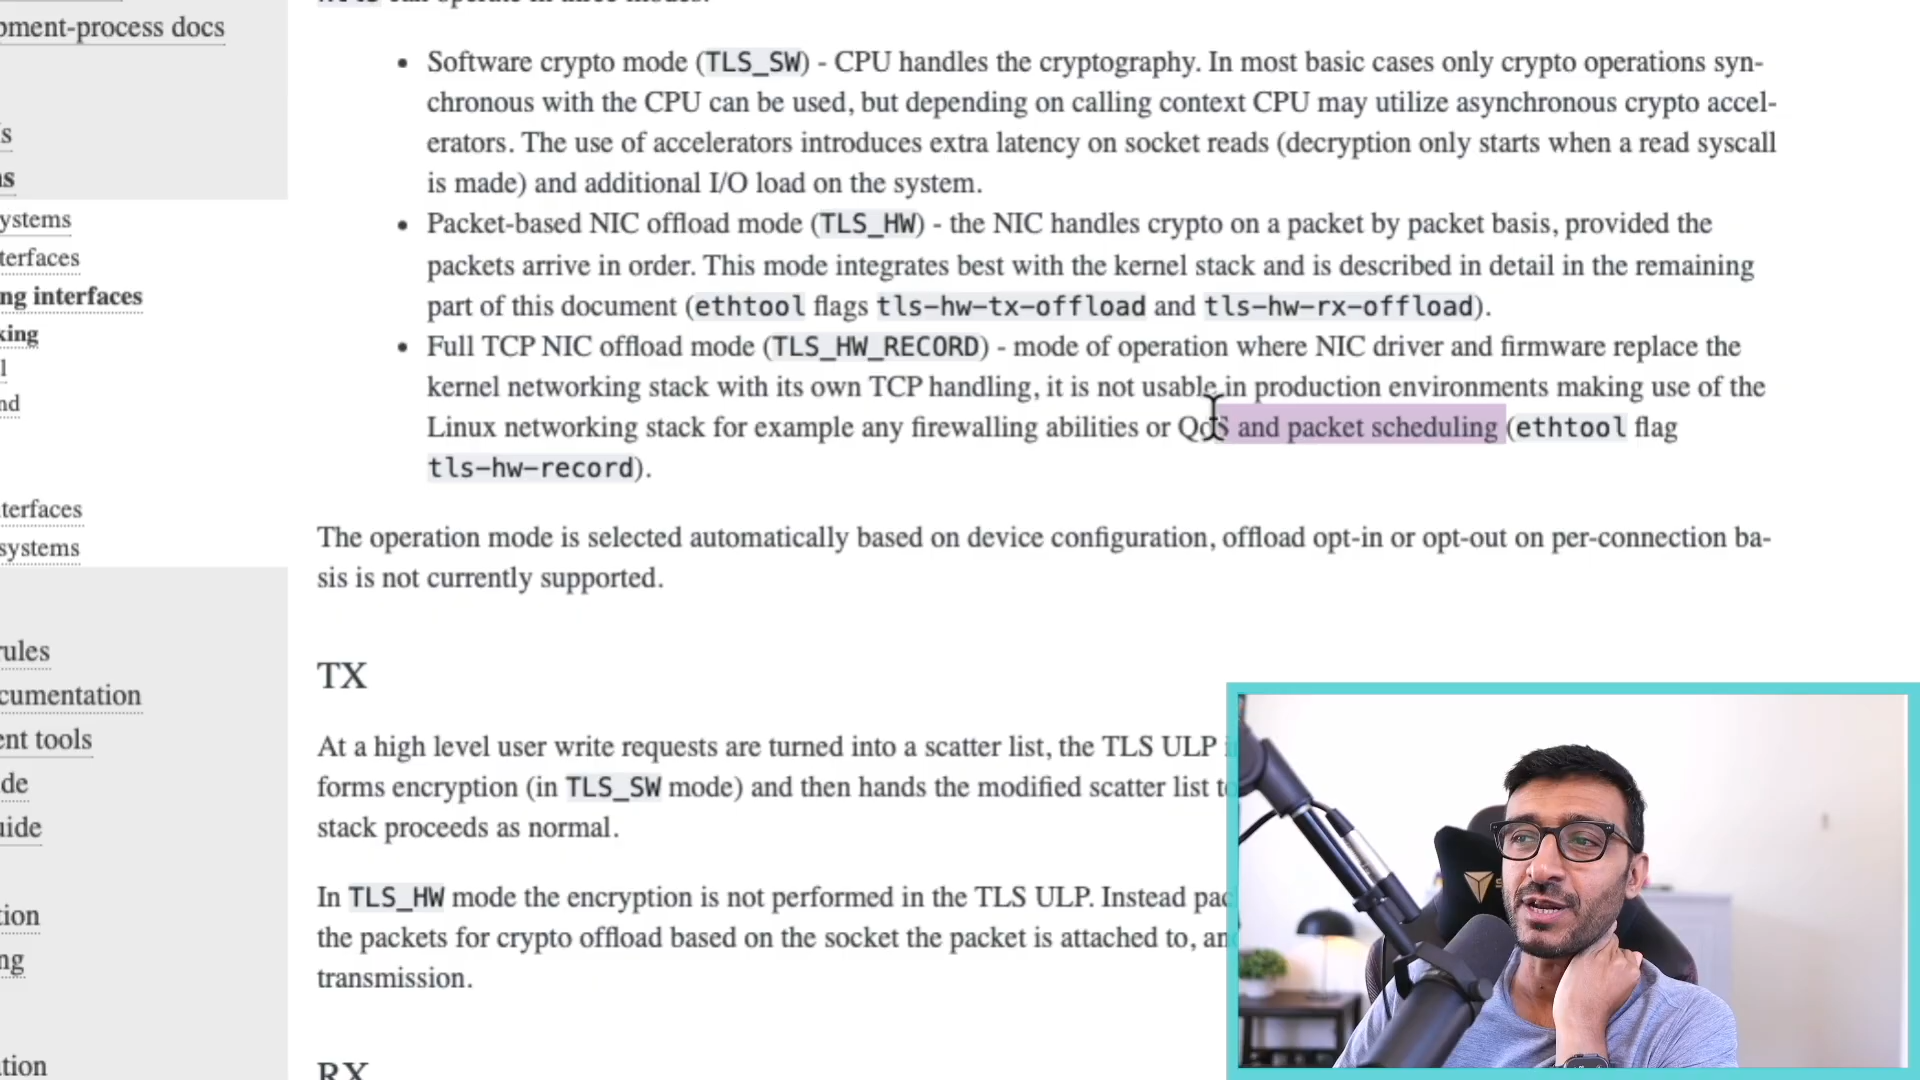 can operate in three modes:
pment-process docs
• Software crypto mode (TLS_SW) - CPU handles the cryptography. In most basic cases only crypto operations syn-
chronous with the CPU can be used, but depending on calling context CPU may utilize asynchronous crypto accel-
erators. The use of accelerators introduces extra latency on socket reads (decryption only starts when a read syscall
is made) and additional I/O load on the system.
• Packet-based NIC offload mode (TLS_HW) - the NIC handles crypto on a packet by packet basis, provided the
packets arrive in order. This mode integrates best with the kernel stack and is described in detail in the remaining
part of this document (ethtool flags tls-hw-tx-offload and tls-hw-rx-offload).
• Full TCP NIC offload mode (TLS_HW_RECORD) - mode of operation where NIC driver and firmware replace the
kernel networking stack with its own TCP handling, it is not usable in production environments making use of the
Linux networking stack for example any firewalling abilities or QoS and packet scheduling (ethtool flag
tls-hw-record).
The operation mode is selected automatically based on device configuration, offload opt-in or opt-out on per-connection ba-
sis is not currently supported.
TX
At a high level user write requests are turned into a scatter list, the TLS ULP
forms encryption (in TLS_SW mode) and then hands the modified scatter list
stack proceeds as normal.
In TLS_HW mode the encryption is not performed in the TLS ULP. Instead pac
the packets for crypto offload based on the socket the packet is attached to, an
transmission.
RX
s
s
ystems
terfaces
ng interfaces
king
l
nd
terfaces
systems
rules
cumentation
ent tools
de
uide
tion
ng
tion